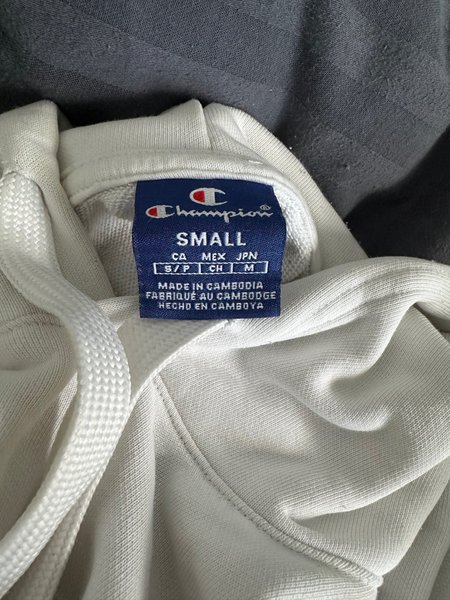 Champion®
SMALL
CA MEX JPN
S/P CH M
MADE IN CAMBODIA
FABRIQUÉ AU CAMBODGE
HECHO EN CAMBOYA